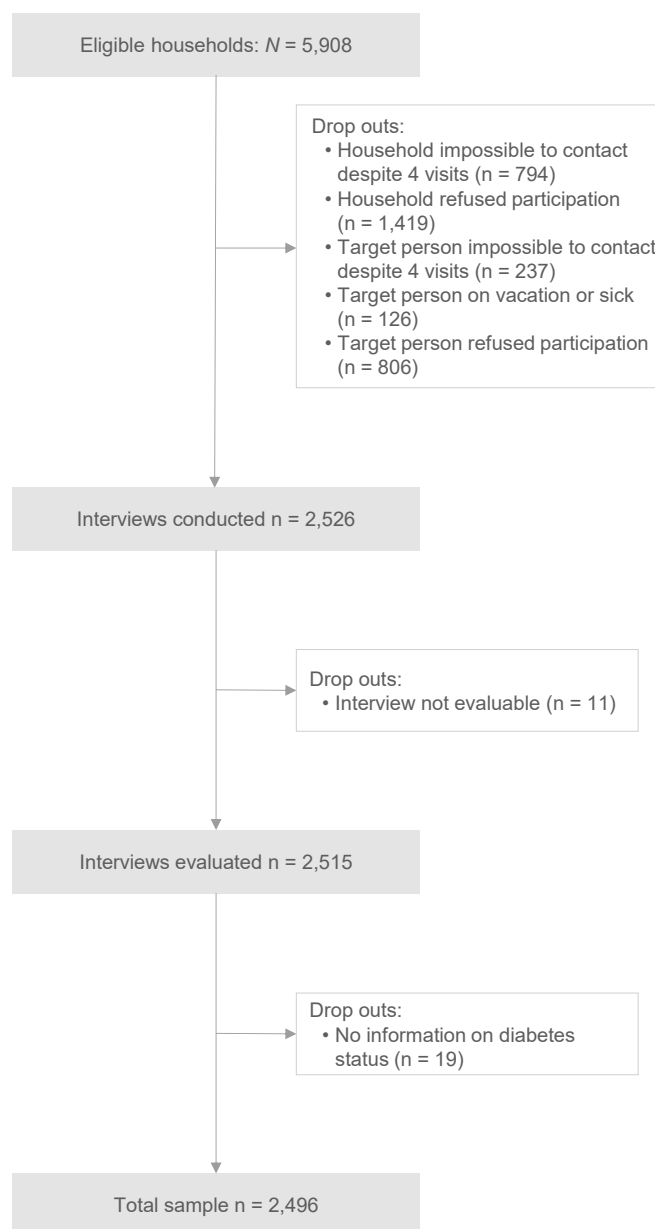 Eligible households: N = 5,908
Drop outs:
• Household impossible to contact
despite 4 visits (n = 794)
• Household refused participation
(n = 1,419)
• Target person impossible to contact
despite 4 visits (n = 237)
• Target person on vacation or sick
(n = 126)
• Target person refused participation
(n = 806)
Interviews conducted n = 2,526
Drop outs:
• Interview not evaluable (n = 11)
Interviews evaluated n = 2,515
Drop outs:
• No information on diabetes
status (n = 19)
Total sample n = 2,496